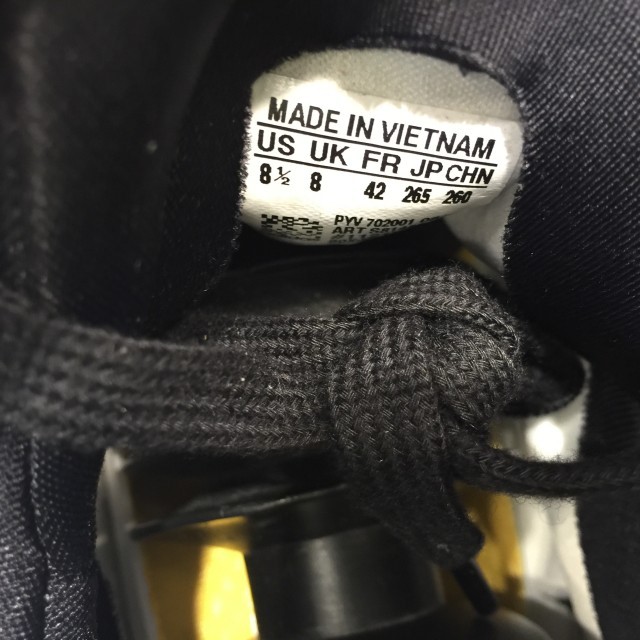 MADE IN VIETNAM
US UK FR JP CHN
8½ 8 42 265 260
PYV 702001
ART